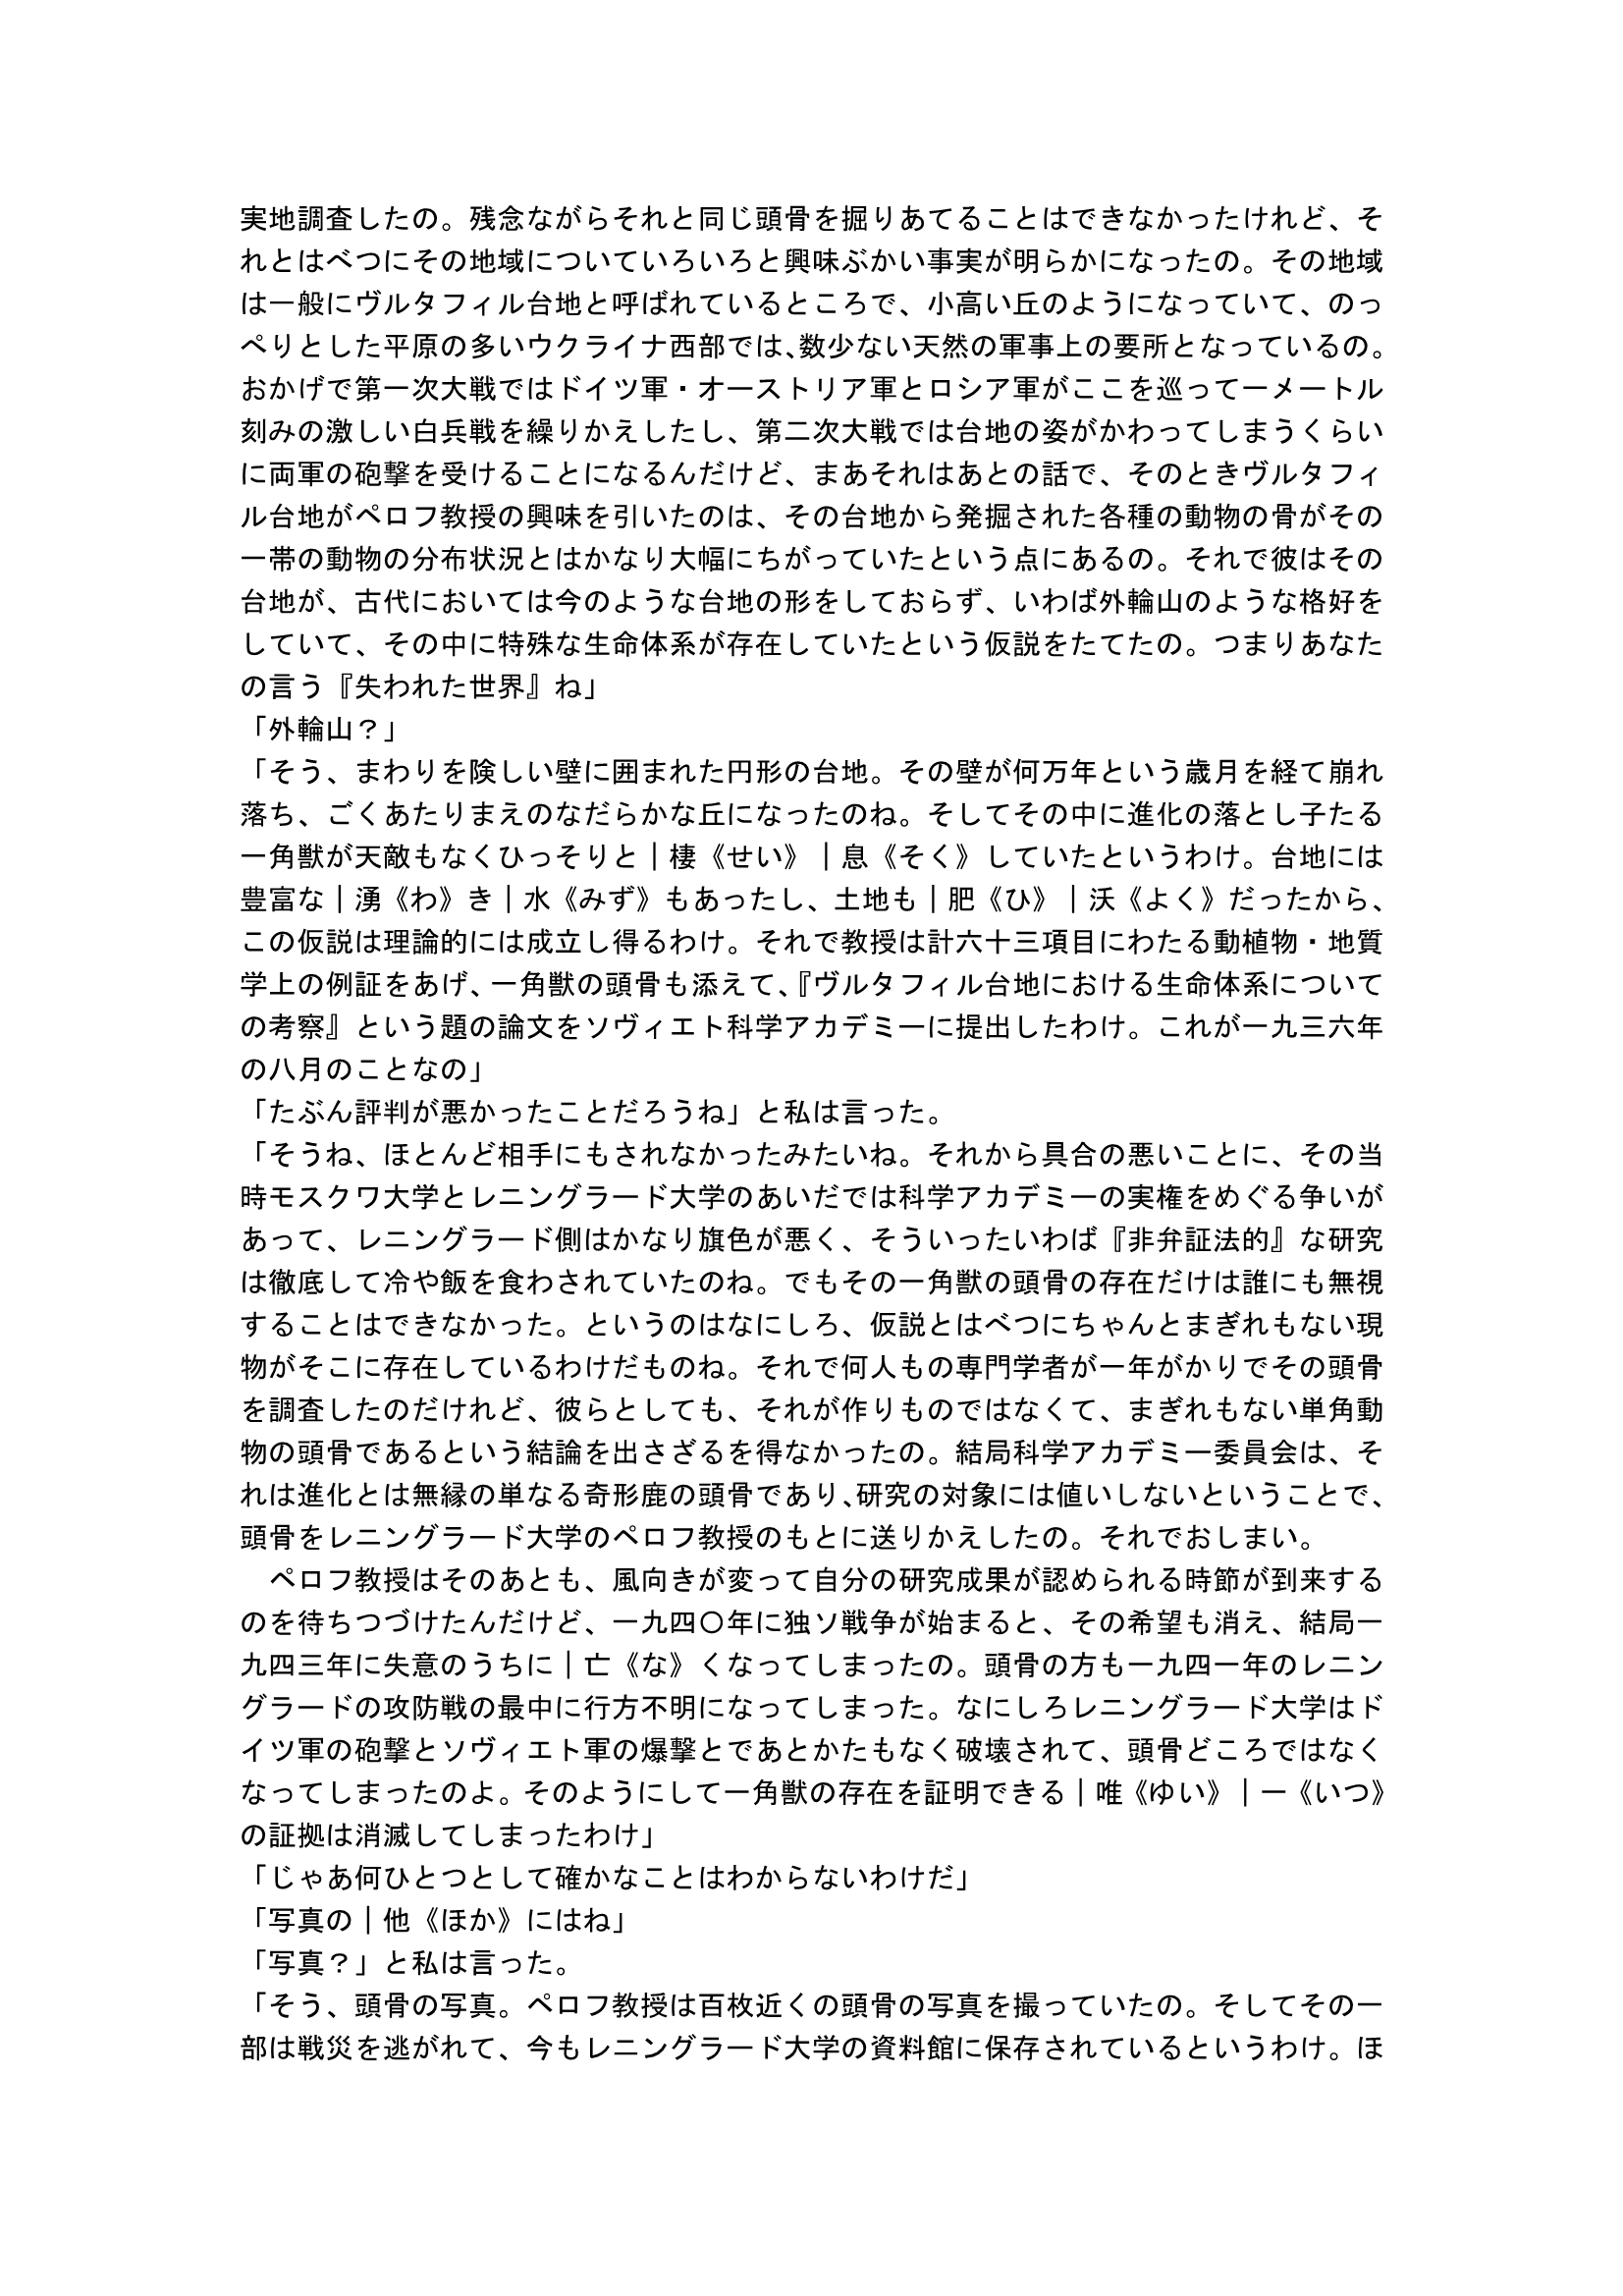 実地調査したの。残念ながらそれと同じ頭骨を掘りあてることはできなかったけれど、そ
れとはべつにその地域についていろいろと興味ぶかい事実が明らかになったの。その地域
は一般にヴルタフィル台地と呼ばれているところで、小高い丘のようになっていて、のっ
ぺりとした平原の多いウクライナ西部では、数少ない天然の軍事上の要所となっているの。
おかげで第一次大戦ではドイツ軍・オーストリア軍とロシア軍がここを巡って一メートル
刻みの激しい白兵戦を繰りかえしたし、第二次大戦では台地の姿がかわってしまうくらい
に両軍の砲撃を受けることになるんだけど、まあそれはあとの話で、そのときヴルタフィ
ル台地がペロフ教授の興味を引いたのは、その台地から発掘された各種の動物の骨がその
一帯の動物の分布状況とはかなり大幅にちがっていたという点にあるの。それで彼はその
台地が、古代においては今のような台地の形をしておらず、いわば外輪山のような格好を
していて、その中に特殊な生命体系が存在していたという仮説をたてたの。つまりあなた
の言う『失われた世界』ね」
「外輪山？」
「そう、まわりを険しい壁に囲まれた円形の台地。その壁が何万年という歳月を経て崩れ
落ち、ごくあたりまえのなだらかな丘になったのね。そしてその中に進化の落とし子たる
一角獣が天敵もなくひっそりと｜棲《せい》｜息《そく》していたというわけ。台地には
豊富な｜湧《わ》き｜水《みず》もあったし、土地も｜肥《ひ》｜沃《よく》だったから、
この仮説は理論的には成立し得るわけ。それで教授は計六十三項目にわたる動植物・地質
学上の例証をあげ、一角獣の頭骨も添えて、『ヴルタフィル台地における生命体系について
の考察』という題の論文をソヴィエト科学アカデミーに提出したわけ。これが一九三六年
の八月のことなの」
「たぶん評判が悪かったことだろうね」と私は言った。
「そうね、ほとんど相手にもされなかったみたいね。それから具合の悪いことに、その当
時モスクワ大学とレニングラード大学のあいだでは科学アカデミーの実権をめぐる争いが
あって、レニングラード側はかなり旗色が悪く、そういったいわば『非弁証法的』な研究
は徹底して冷や飯を食わされていたのね。でもその一角獣の頭骨の存在だけは誰にも無視
することはできなかった。というのはなにしろ、仮説とはべつにちゃんとまぎれもない現
物がそこに存在しているわけだものね。それで何人もの専門学者が一年がかりでその頭骨
を調査したのだけれど、彼らとしても、それが作りものではなくて、まぎれもない単角動
物の頭骨であるという結論を出さざるを得なかったの。結局科学アカデミー委員会は、そ
れは進化とは無縁の単なる奇形鹿の頭骨であり、研究の対象には値いしないということで、
頭骨をレニングラード大学のペロフ教授のもとに送りかえしたの。それでおしまい。
　ペロフ教授はそのあとも、風向きが変って自分の研究成果が認められる時節が到来する
のを待ちつづけたんだけど、一九四〇年に独ソ戦争が始まると、その希望も消え、結局一
九四三年に失意のうちに｜亡《な》くなってしまったの。頭骨の方も一九四一年のレニン
グラードの攻防戦の最中に行方不明になってしまった。なにしろレニングラード大学はド
イツ軍の砲撃とソヴィエト軍の爆撃とであとかたもなく破壊されて、頭骨どころではなく
なってしまったのよ。そのようにして一角獣の存在を証明できる｜唯《ゆい》｜一《いつ》
の証拠は消滅してしまったわけ」
「じゃあ何ひとつとして確かなことはわからないわけだ」
「写真の｜他《ほか》にはね」
「写真？」と私は言った。
「そう、頭骨の写真。ペロフ教授は百枚近くの頭骨の写真を撮っていたの。そしてその一
部は戦災を逃がれて、今もレニングラード大学の資料館に保存されているというわけ。ほ